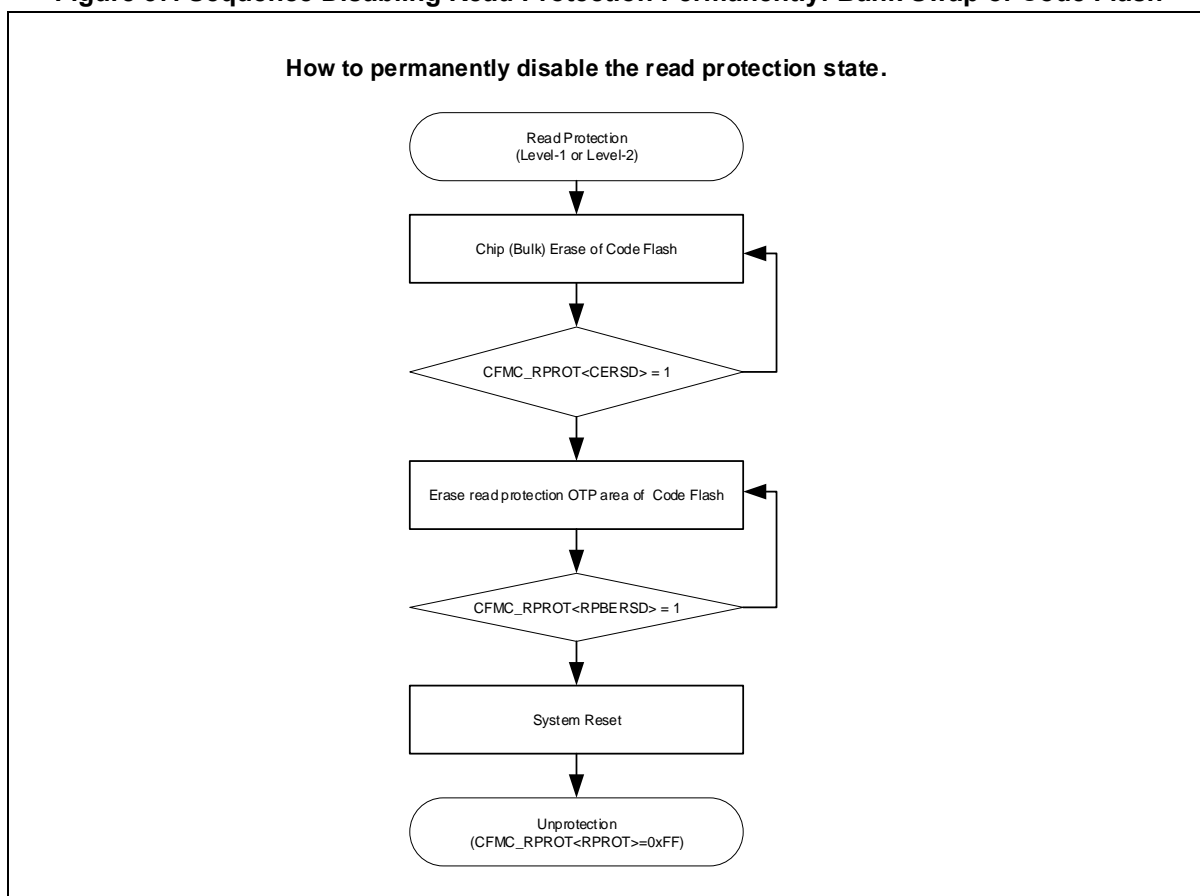 How to permanently disable the read protection state.
Read Protection
(Level-1 or Level-2)
Chip (Bulk) Erase of Code Flash
CFMC_RPROT<CERSD> = 1
Erase read protection OTP area of Code Flash
CFMC_RPROT<RPBERSD> = 1
System Reset
Unprotection
(CFMC_RPROT<RPROT>=0xFF)